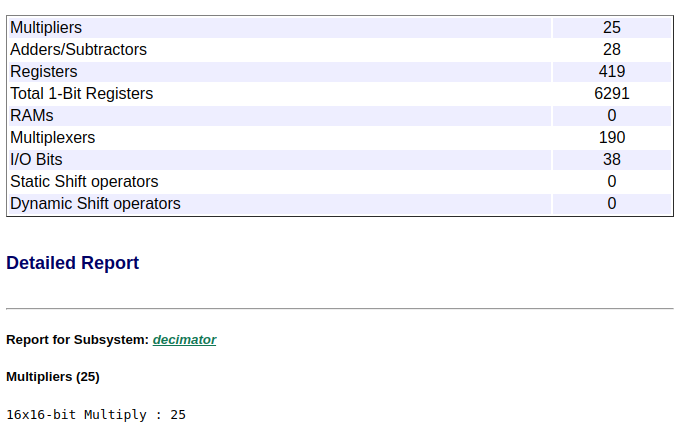 Multipliers 25
Adders/Subtractors 28
Registers 419
Total 1-Bit Registers 6291
RAMs 0
Multiplexers 190
I/O Bits 38
Static Shift operators 0
Dynamic Shift operators 0
Detailed Report
Report for Subsystem: decimator
Multipliers (25)
16x16-bit Multiply : 25